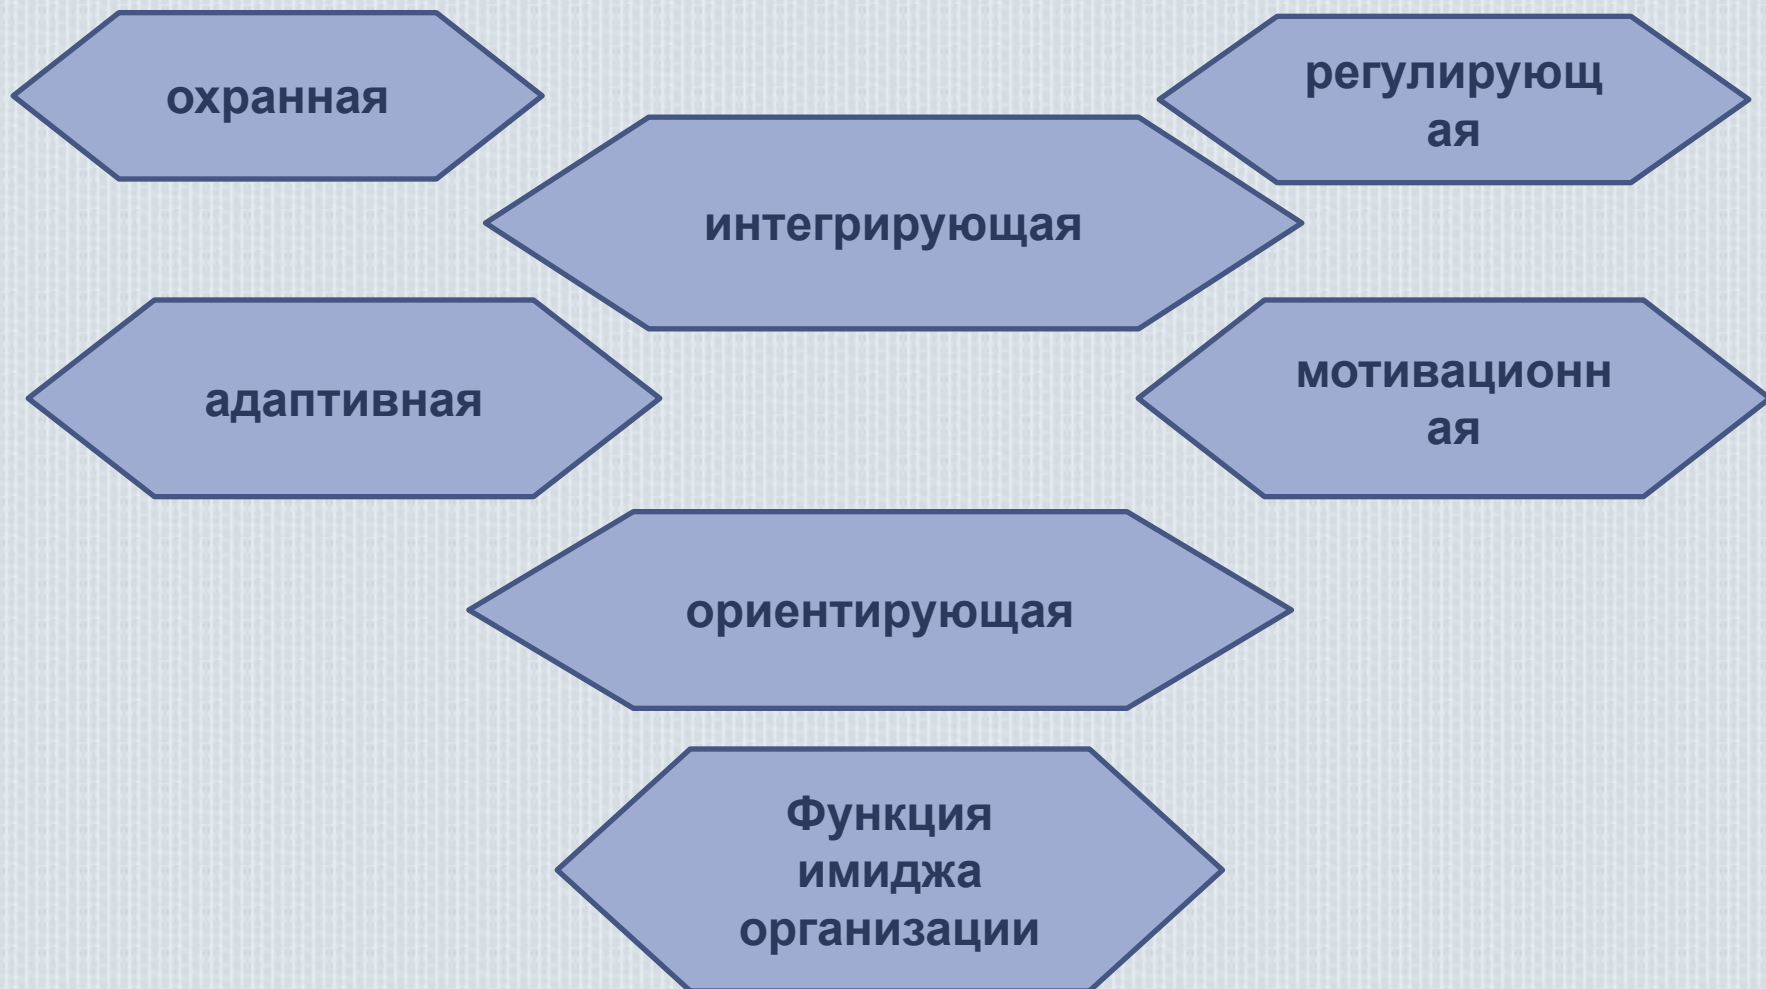 охранная
регулирующ
ая
интегрирующая
адаптивная
мотивационн
ая
ориентирующая
Функция
имиджа
организации